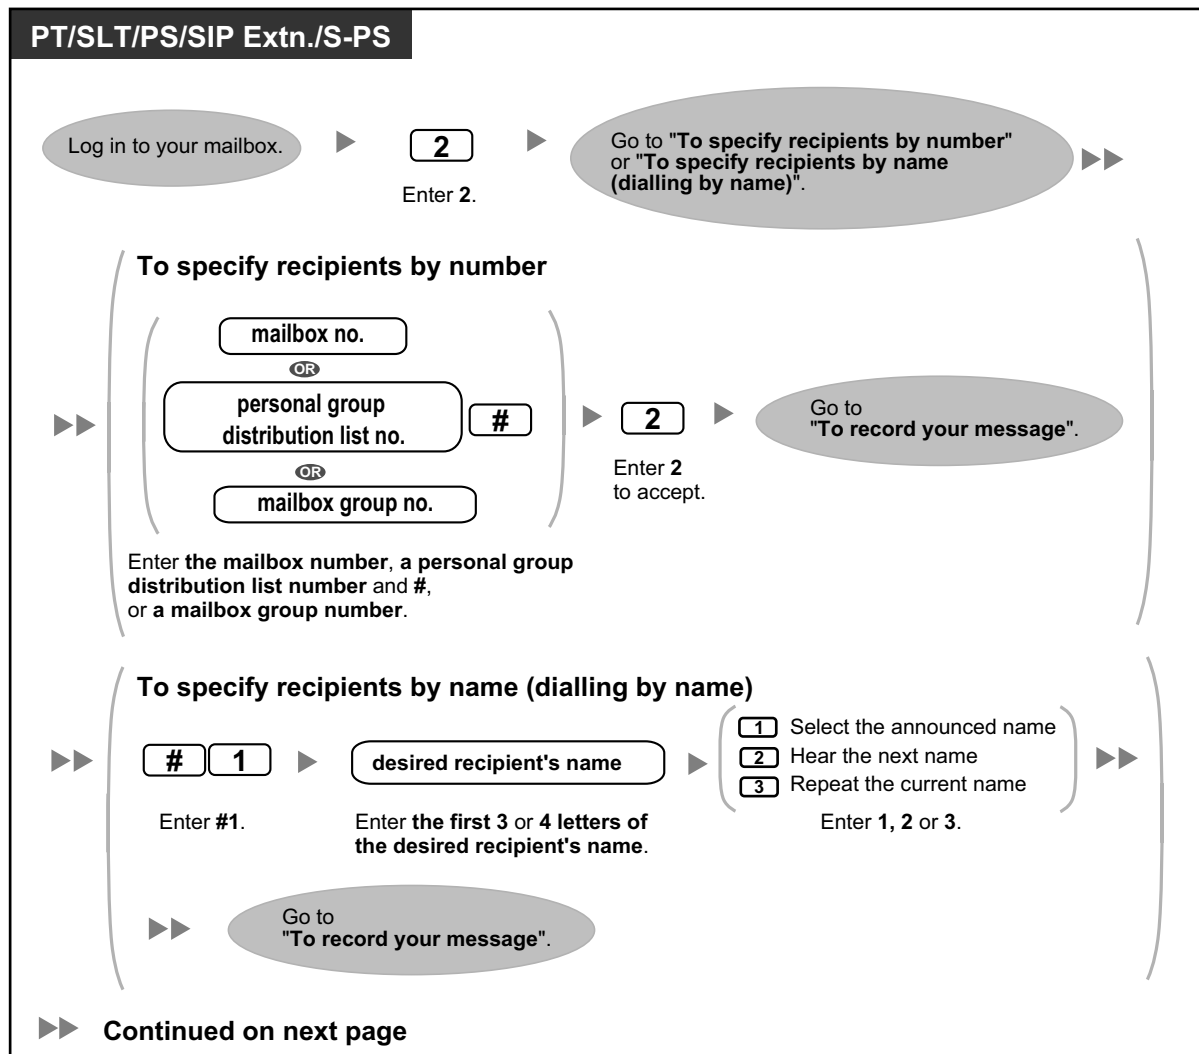 PT/SLT/PS/SIP Extn./S-PS
Log in to your mailbox.
2
Enter 2.
Go to "To specify recipients by number"
or "To specify recipients by name
(dialling by name)".
To specify recipients by number
mailbox no.
OR
personal group
distribution list no.
#
OR
mailbox group no.
Enter the mailbox number, a personal group
distribution list number and #,
or a mailbox group number.
2
Enter 2
to accept.
Go to
"To record your message".
To specify recipients by name (dialling by name)
# 1
Enter #1.
desired recipient's name
Enter the first 3 or 4 letters of
the desired recipient's name.
1 Select the announced name
2 Hear the next name
3 Repeat the current name
Enter 1, 2 or 3.
Go to
"To record your message".
Continued on next page